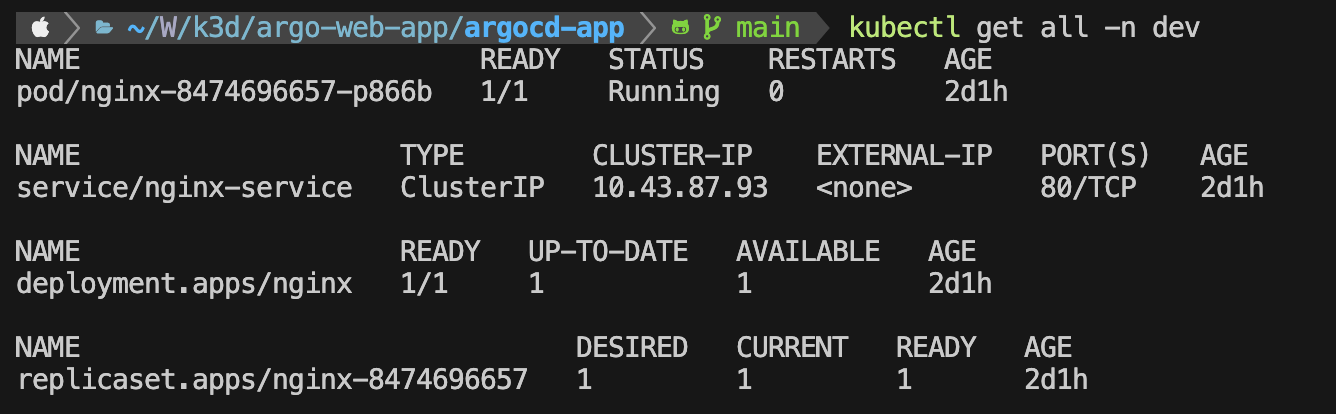 ~/W/k3d/argo-web-app/argocd-app main kubectl get all -n dev
NAME READY STATUS RESTARTS AGE
pod/nginx-8474696657-p866b 1/1 Running 0 2d1h
NAME TYPE CLUSTER-IP EXTERNAL-IP PORT(S) AGE
service/nginx-service ClusterIP 10.43.87.93 <none> 80/TCP 2d1h
NAME READY UP-TO-DATE AVAILABLE AGE
deployment.apps/nginx 1/1 1 1 2d1h
NAME DESIRED CURRENT READY AGE
replicaset.apps/nginx-8474696657 1 1 1 2d1h